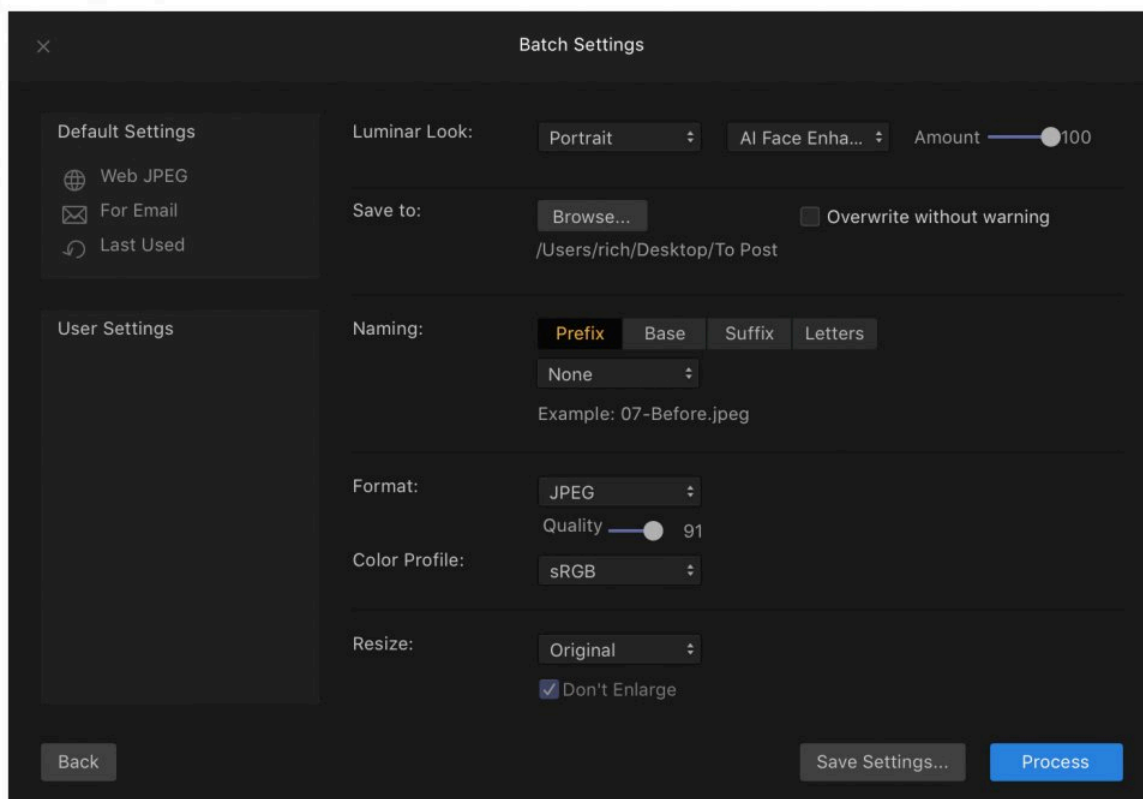 Batch Settings
Default Settings
Web JPEG
For Email
Last Used
User Settings
Luminar Look: Portrait AI Face Enha... Amount 100
Save to: Browse... Overwrite without warning
/Users/rich/Desktop/To Post
Naming: Prefix Base Suffix Letters
None
Example: 07-Before.jpeg
Format: JPEG
Quality 91
Color Profile: sRGB
Resize: Original
Don't Enlarge
Back Save Settings... Process